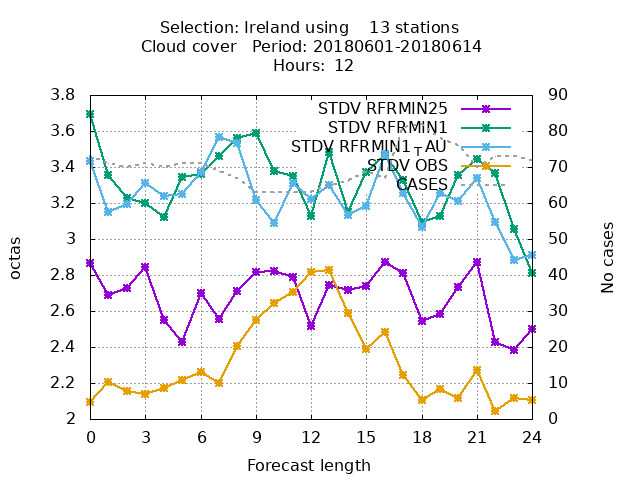 Selection: Ireland using    13 stations
Cloud cover   Period: 20180601-20180614
Hours:  12
octas
No cases
3.8
3.6
3.4
3.2
3
2.8
2.6
2.4
2.2
2
90
80
70
60
50
40
30
20
10
0
STDV RFRMIN25
STDV RFRMIN1
STDV RFRMIN1_AU
STDV OBS
CASES
0 3 6 9 12 15 18 21 24
Forecast length